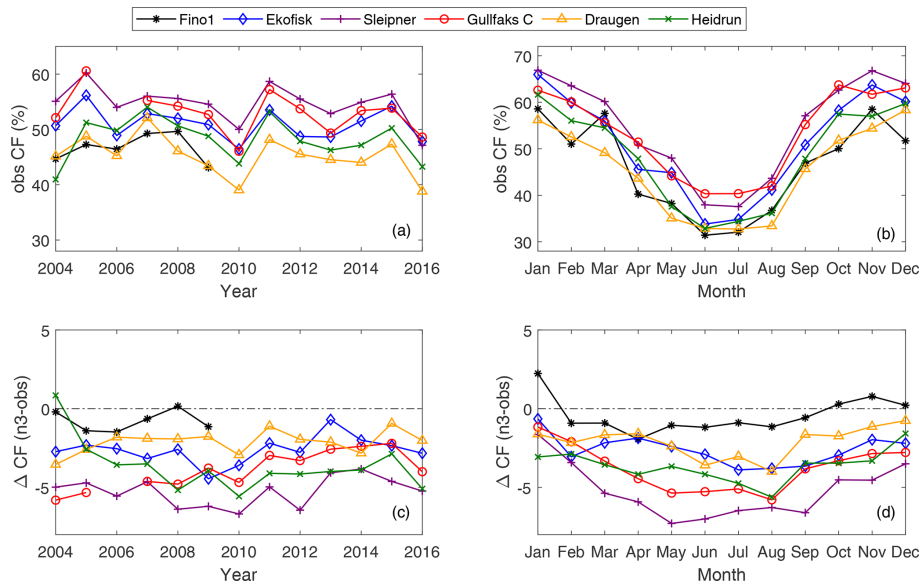 Fino1 Ekofisk Sleipner Gullfaks C Draugen Heidrun
obs CF (%)
60
50
40
30
(a)
2004 2006 2008 2010 2012 2014 2016
Year
obs CF (%)
70
60
50
40
30
(b)
Jan Feb Mar Apr May Jun Jul Aug Sep Oct Nov Dec
Month
Δ CF (n3-obs)
5
0
-5
(c)
2004 2006 2008 2010 2012 2014 2016
Year
Δ CF (n3-obs)
5
0
-5
(d)
Jan Feb Mar Apr May Jun Jul Aug Sep Oct Nov Dec
Month